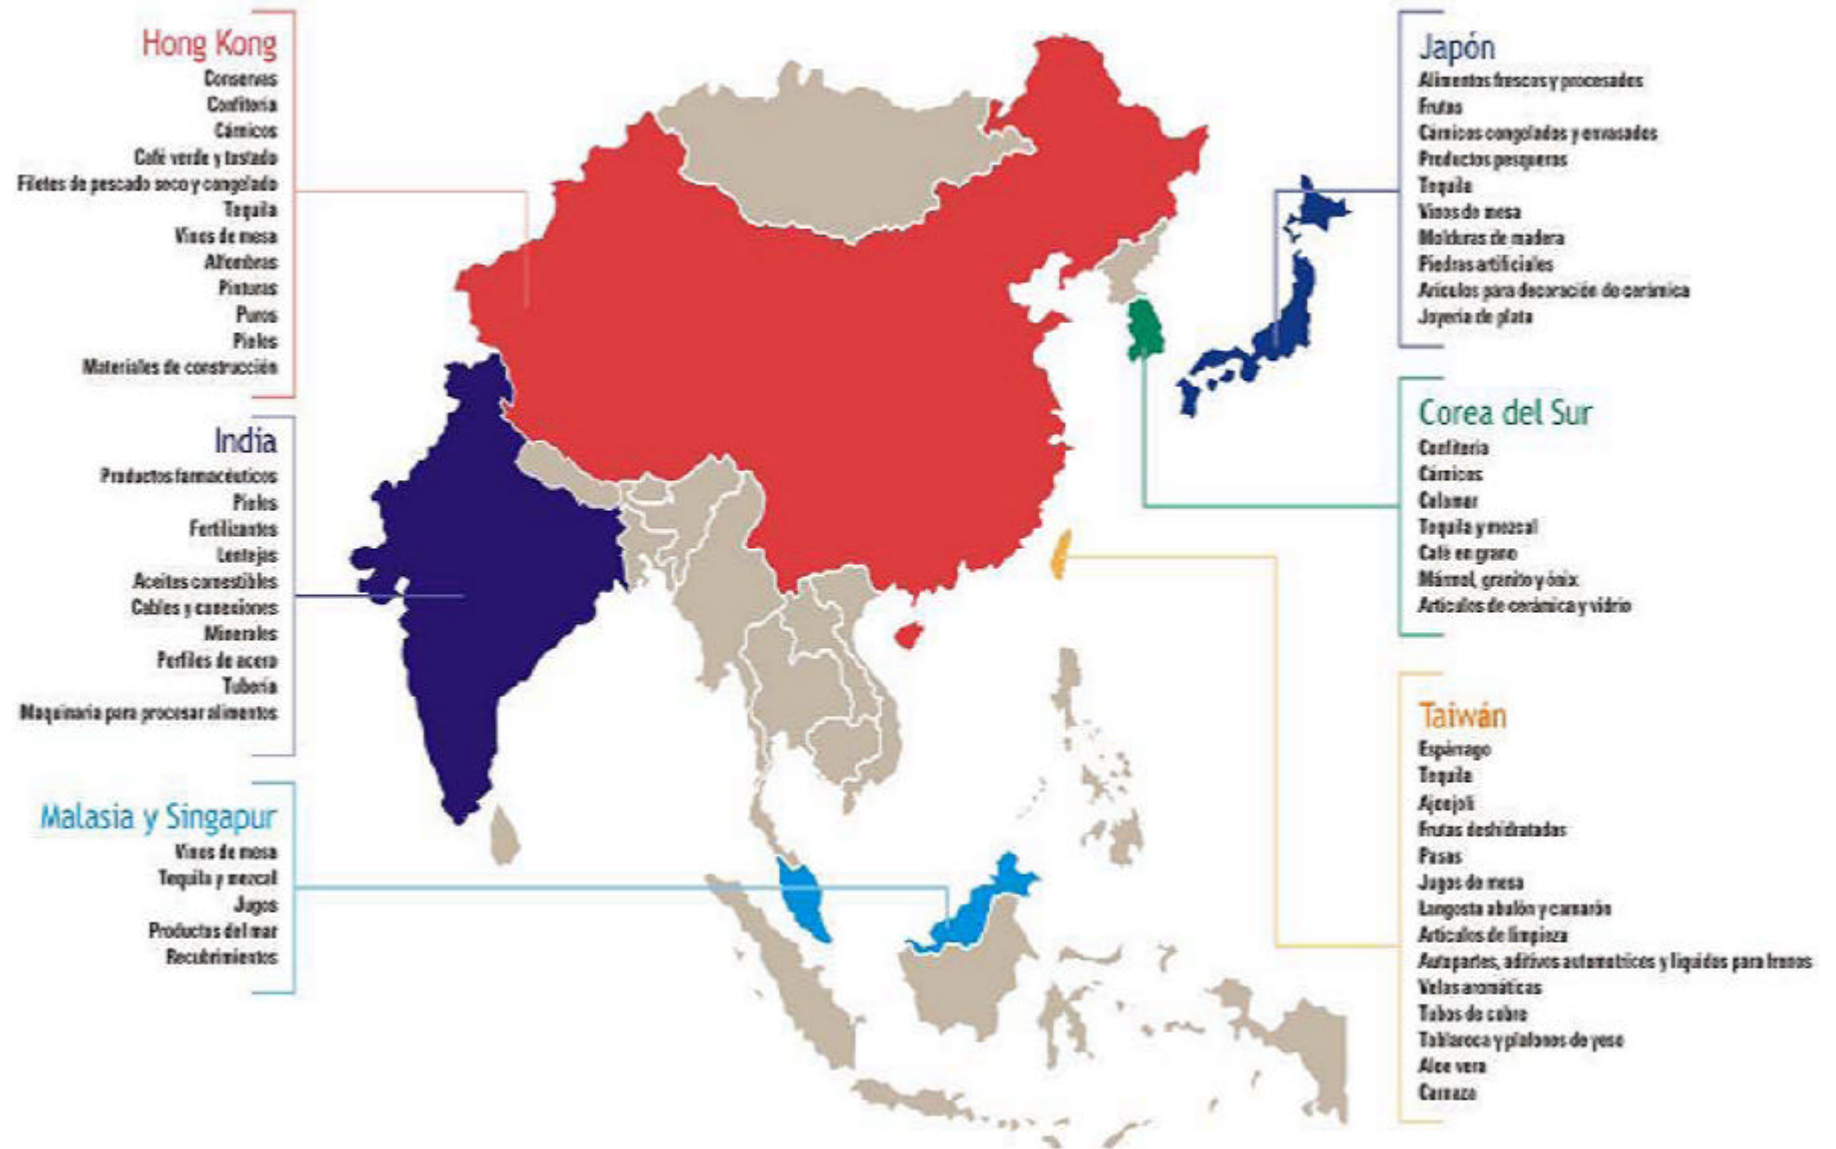 Hong Kong
Conservas
Confitería
Cárnicos
Café verde y tostado
Filetes de pescado seco y congelado
Tequila
Vinos de mesa
Alfombras
Pinturas
Puros
Pieles
Materiales de construcción
India
Productos farmacéuticos
Pieles
Fertilizantes
Lentejas
Aceites comestibles
Cables y conexiones
Minerales
Perfiles de acero
Tubería
Maquinaria para procesar alimentos
Malasia y Singapur
Vinos de mesa
Tequila y mezcal
Jugos
Productos del mar
Recubrimientos
Japón
Alimentos frescos y procesados
Frutas
Cárnicos congelados y envasados
Productos pesqueros
Tequila
Vinos de mesa
Molduras de madera
Piedras artificiales
Arículos para decoración de cerámica
Joyería de plata
Corea del Sur
Confitería
Cárnicos
Calamar
Tequila y mezcal
Café en grano
Mármol, granito y ónix
Artículos de cerámica y vidrio
Taiwán
Espárrago
Tequila
Ajonjolí
Frutas deshidratadas
Pasas
Jugos de mesa
Langosta abulón y camarón
Artículos de limpieza
Autopartes, aditivos automotrices y líquidos para frenos
Velas aromáticas
Tubos de cobre
Tablaroca y plafones de yeso
Aloe vera
Carnaza